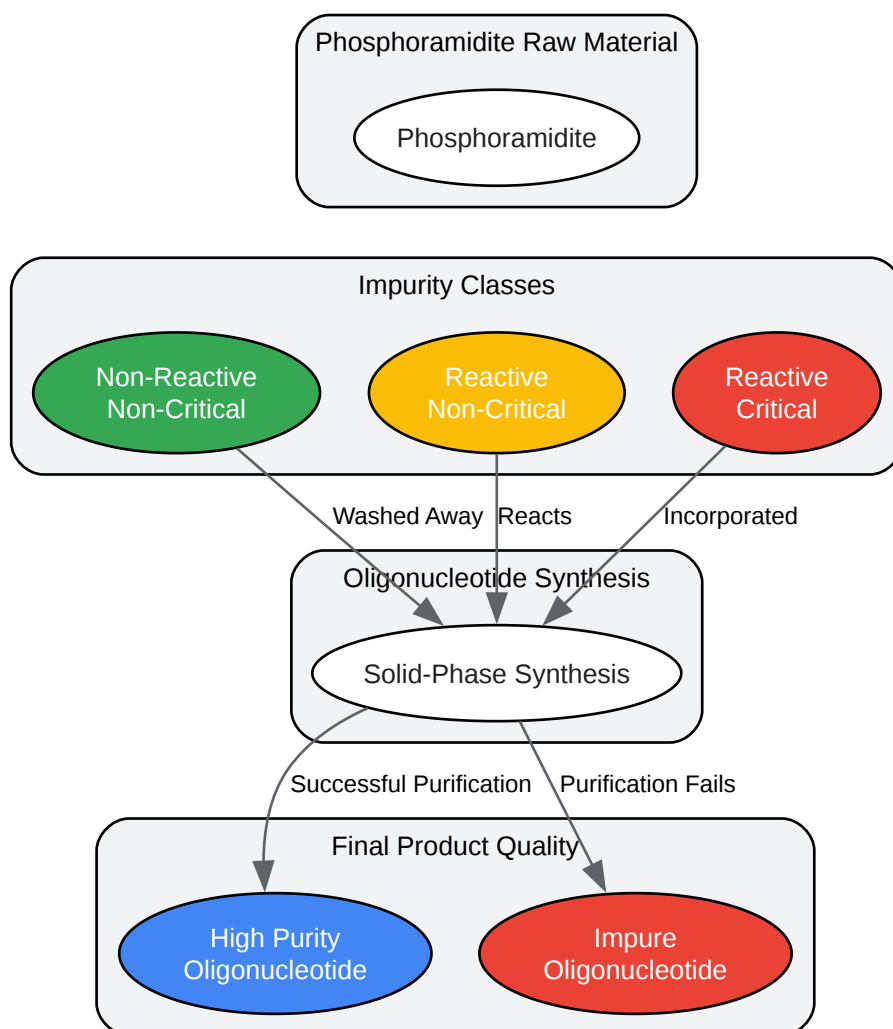 Phosphoramidite Raw Material
Phosphoramidite
Impurity Classes
Non-Reactive
Non-Critical
Reactive
Non-Critical
Reactive
Critical
Washed Away
Reacts
Incorporated
Oligonucleotide Synthesis
Solid-Phase Synthesis
Successful Purification
Purification Fails
Final Product Quality
High Purity
Oligonucleotide
Impure
Oligonucleotide